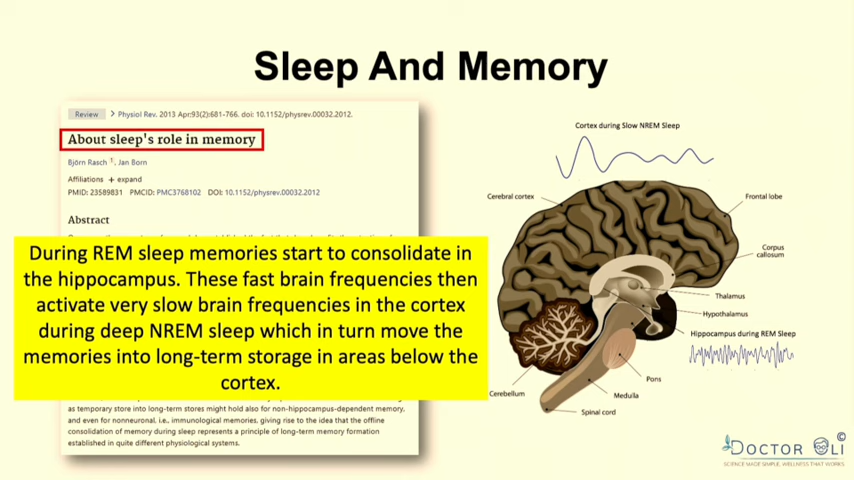 Sleep And Memory
Review > Physiol Rev. 2013 Apr;93(2):681-766. doi: 10.1152/physrev.00032.2012.
About sleep's role in memory
Björn Rasch 1, Jan Born
Affiliations + expand
PMID: 23589831 PMCID: PMC3768102 DOI: 10.1152/physrev.00032.2012
Abstract
During REM sleep memories start to consolidate in
the hippocampus. These fast brain frequencies then
activate very slow brain frequencies in the cortex
during deep NREM sleep which in turn move the
memories into long-term storage in areas below the
cortex.
as temporary store into long-term stores might hold also for non-hippocampus-dependent memory,
and even for nonneuronal, i.e., immunological memories, giving rise to the idea that the offline
consolidation of memory during sleep represents a principle of long-term memory formation
established in quite different physiological systems.
Cortex during Slow NREM Sleep
Cerebral cortex
Frontal lobe
Corpus
callosum
Thalamus
Hypothalamus
Hippocampus during REM Sleep
Pons
Cerebellum
Medulla
Spinal cord
©
DOCTOR OLI
SCIENCE MADE SIMPLE, WELLNESS THAT WORKS